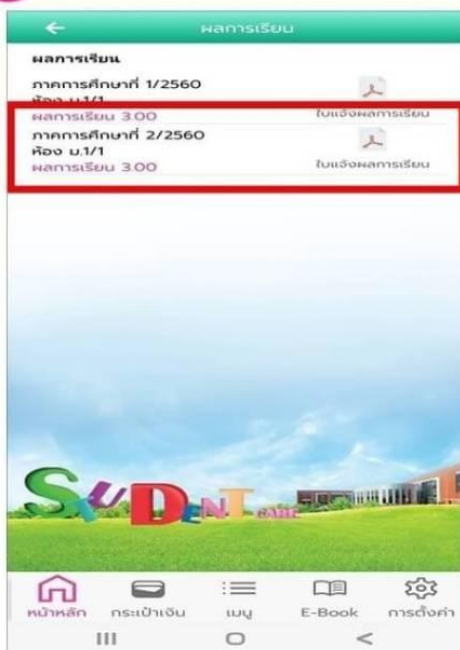 ผลการเรียน
ผลการเรียน
ภาคการศึกษาที่ 1/2560
ห้อง ม.1/1
ผลการเรียน 3.00 ใบแจ้งผลการเรียน
ภาคการศึกษาที่ 2/2560
ห้อง ม.1/1
ผลการเรียน 3.00 ใบแจ้งผลการเรียน
STUDENT CARE
หน้าหลัก กระเป๋าเงิน เมนู E-Book การตั้งค่า